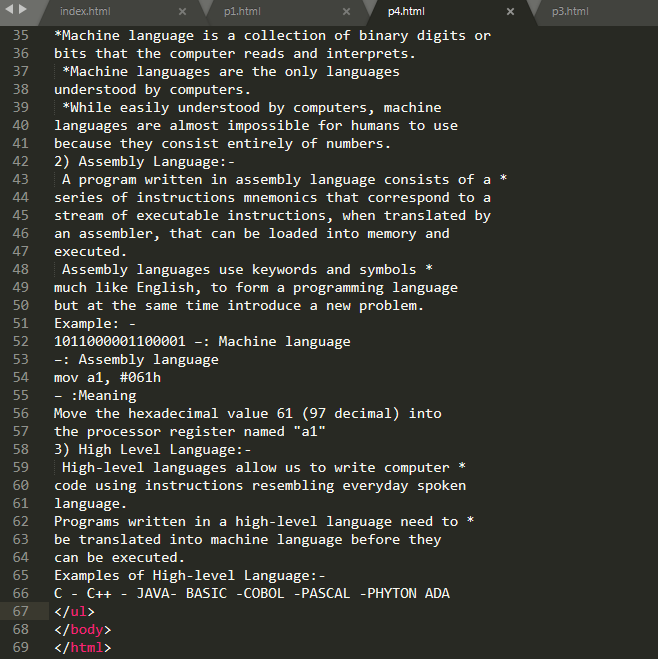 index.html × p1.html × p4.html × p3.html
35 *Machine language is a collection of binary digits or
36 bits that the computer reads and interprets.
37 *Machine languages are the only languages
38 understood by computers.
39 *While easily understood by computers, machine
40 languages are almost impossible for humans to use
41 because they consist entirely of numbers.
42 2) Assembly Language:-
43 A program written in assembly language consists of a *
44 series of instructions mnemonics that correspond to a
45 stream of executable instructions, when translated by
46 an assembler, that can be loaded into memory and
47 executed.
48 Assembly languages use keywords and symbols *
49 much like English, to form a programming language
50 but at the same time introduce a new problem.
51 Example: -
52 1011000001100001 –: Machine language
53 –: Assembly language
54 mov a1, #061h
55 – :Meaning
56 Move the hexadecimal value 61 (97 decimal) into
57 the processor register named "a1"
58 3) High Level Language:-
59 High-level languages allow us to write computer *
60 code using instructions resembling everyday spoken
61 language.
62 Programs written in a high-level language need to *
63 be translated into machine language before they
64 can be executed.
65 Examples of High-level Language:-
66 C - C++ - JAVA- BASIC -COBOL -PASCAL -PHYTON ADA
67 </ul>
68 </body>
69 </html>